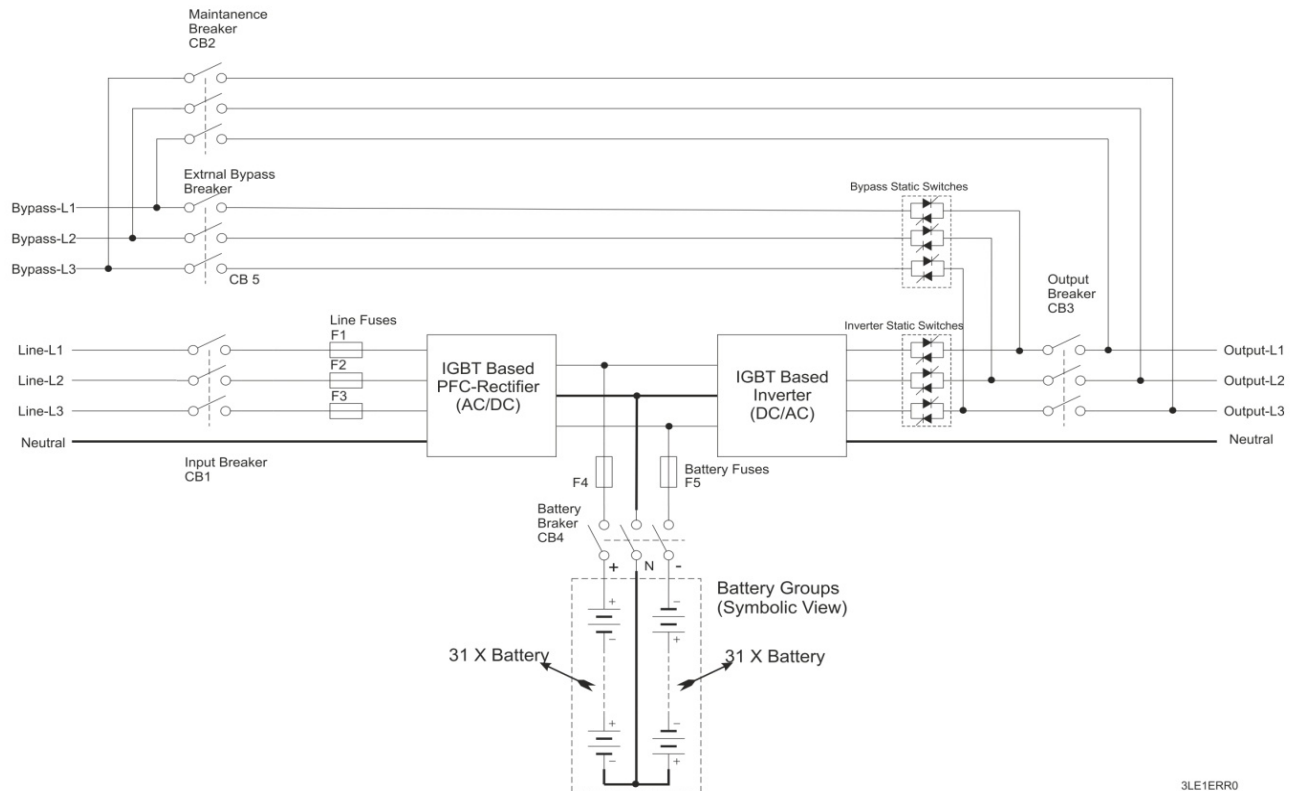 Maintanence
Breaker
CB2
Extrnal Bypass
Breaker
Bypass Static Switches
Bypass-L1
Bypass-L2
Bypass-L3
CB 5
Output
Breaker
CB3
Line Fuses
Inverter Static Switches
F1
Line-L1
F2
Line-L2
F3
Line-L3
Neutral
IGBT Based
PFC-Rectifier
(AC/DC)
IGBT Based
Inverter
(DC/AC)
Output-L1
Output-L2
Output-L3
Neutral
Input Breaker
CB1
F4
Battery Fuses
F5
Battery
Braker
CB4
+
N
-
Battery Groups
(Symbolic View)
+
-
-
+
31 X Battery
31 X Battery
+
-
-
+
3LE1ERR0